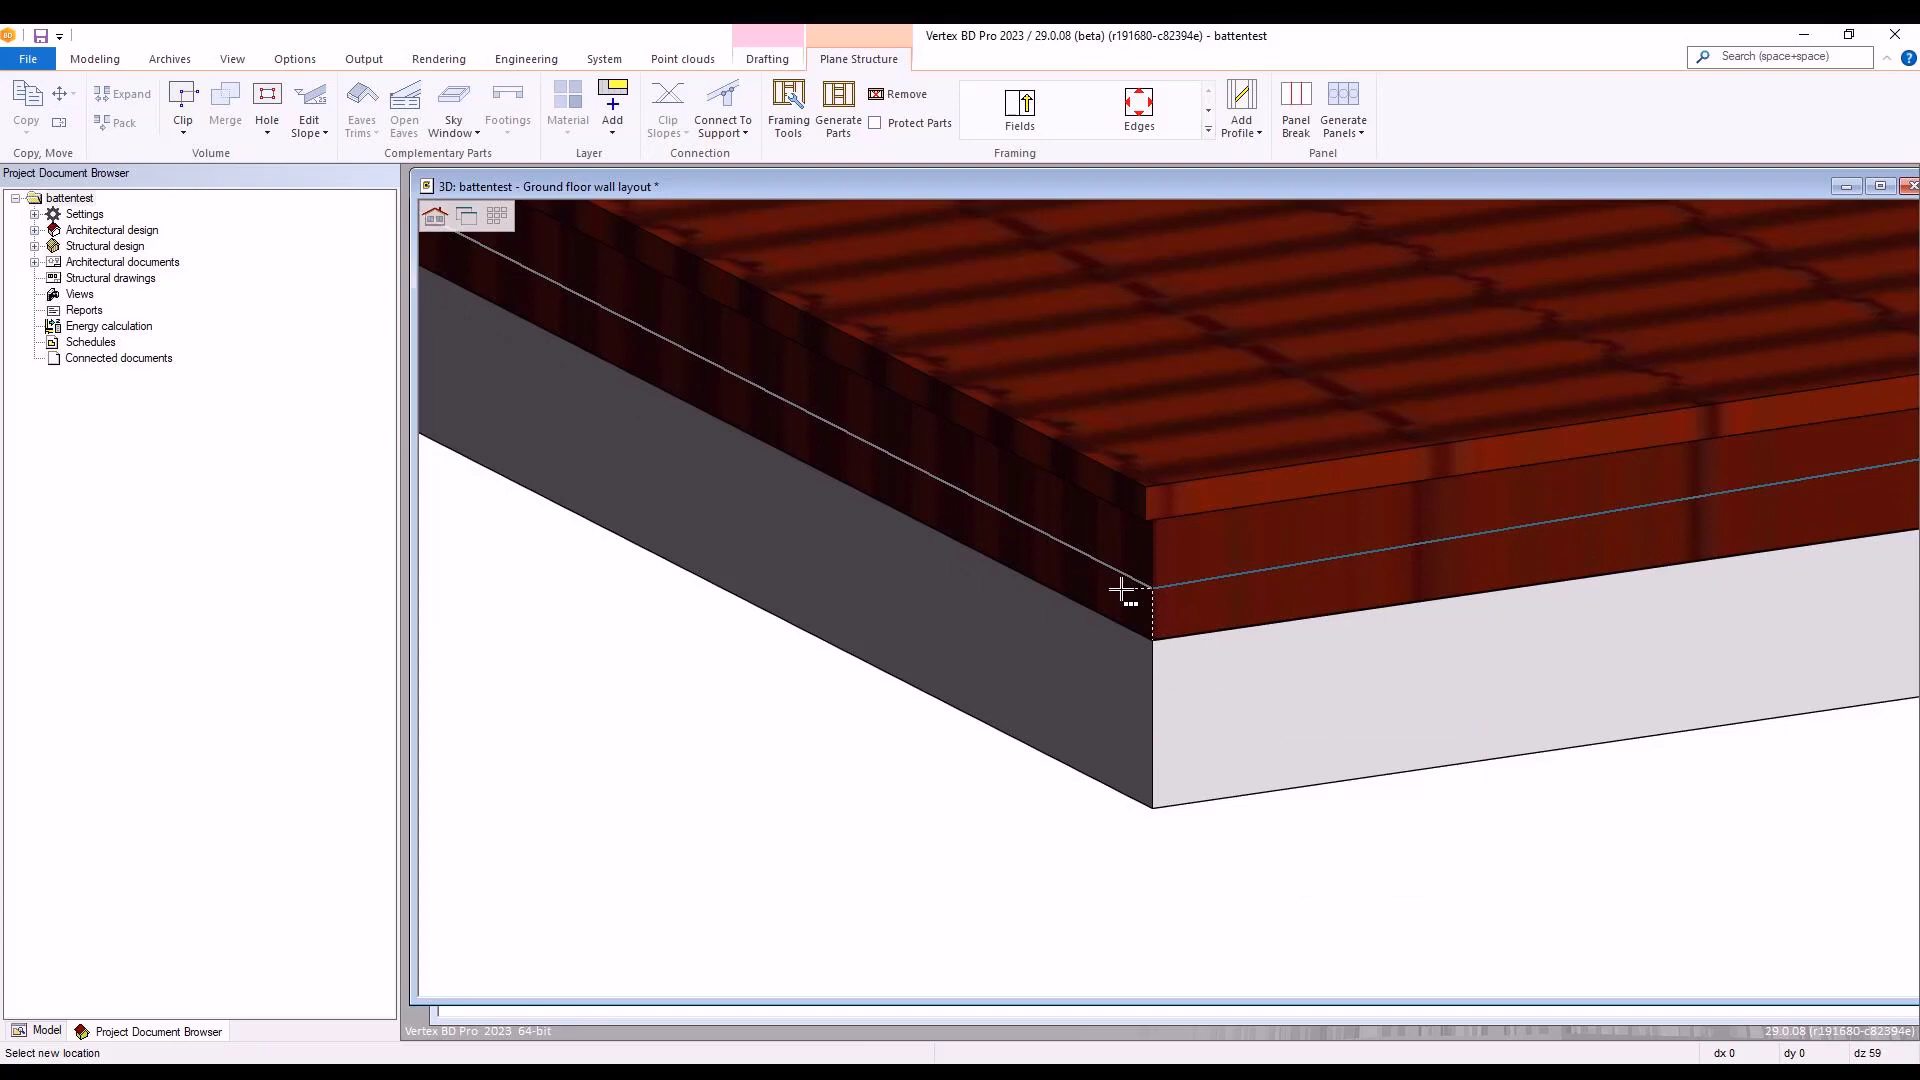 Vertex BD Pro 2023 / 29.0.08 (beta) (r191680-c82394e) - battentest
File Modeling Archives View Options Output Rendering Engineering System Point clouds Drafting Plane Structure Search (space+space)
Copy Expand Pack Clip Merge Hole Edit Slope Eaves Trims Open Eaves Sky Window Footings Material Add Clip Slopes Connect To Support Framing Tools Generate Parts Remove Protect Parts Fields Edges Add Profile Panel Break Generate Panels
Copy, Move Volume Complementary Parts Layer Connection Framing Panel
Project Document Browser
3D: battentest - Ground floor wall layout *
battentest
Settings
Architectural design
Structural design
Architectural documents
Structural drawings
Views
Reports
Energy calculation
Schedules
Connected documents
Model Project Document Browser
Vertex BD Pro 2023 64-bit 29.0.08 (r191680-c82394e)
Select new location dx 0 dy 0 dz 59